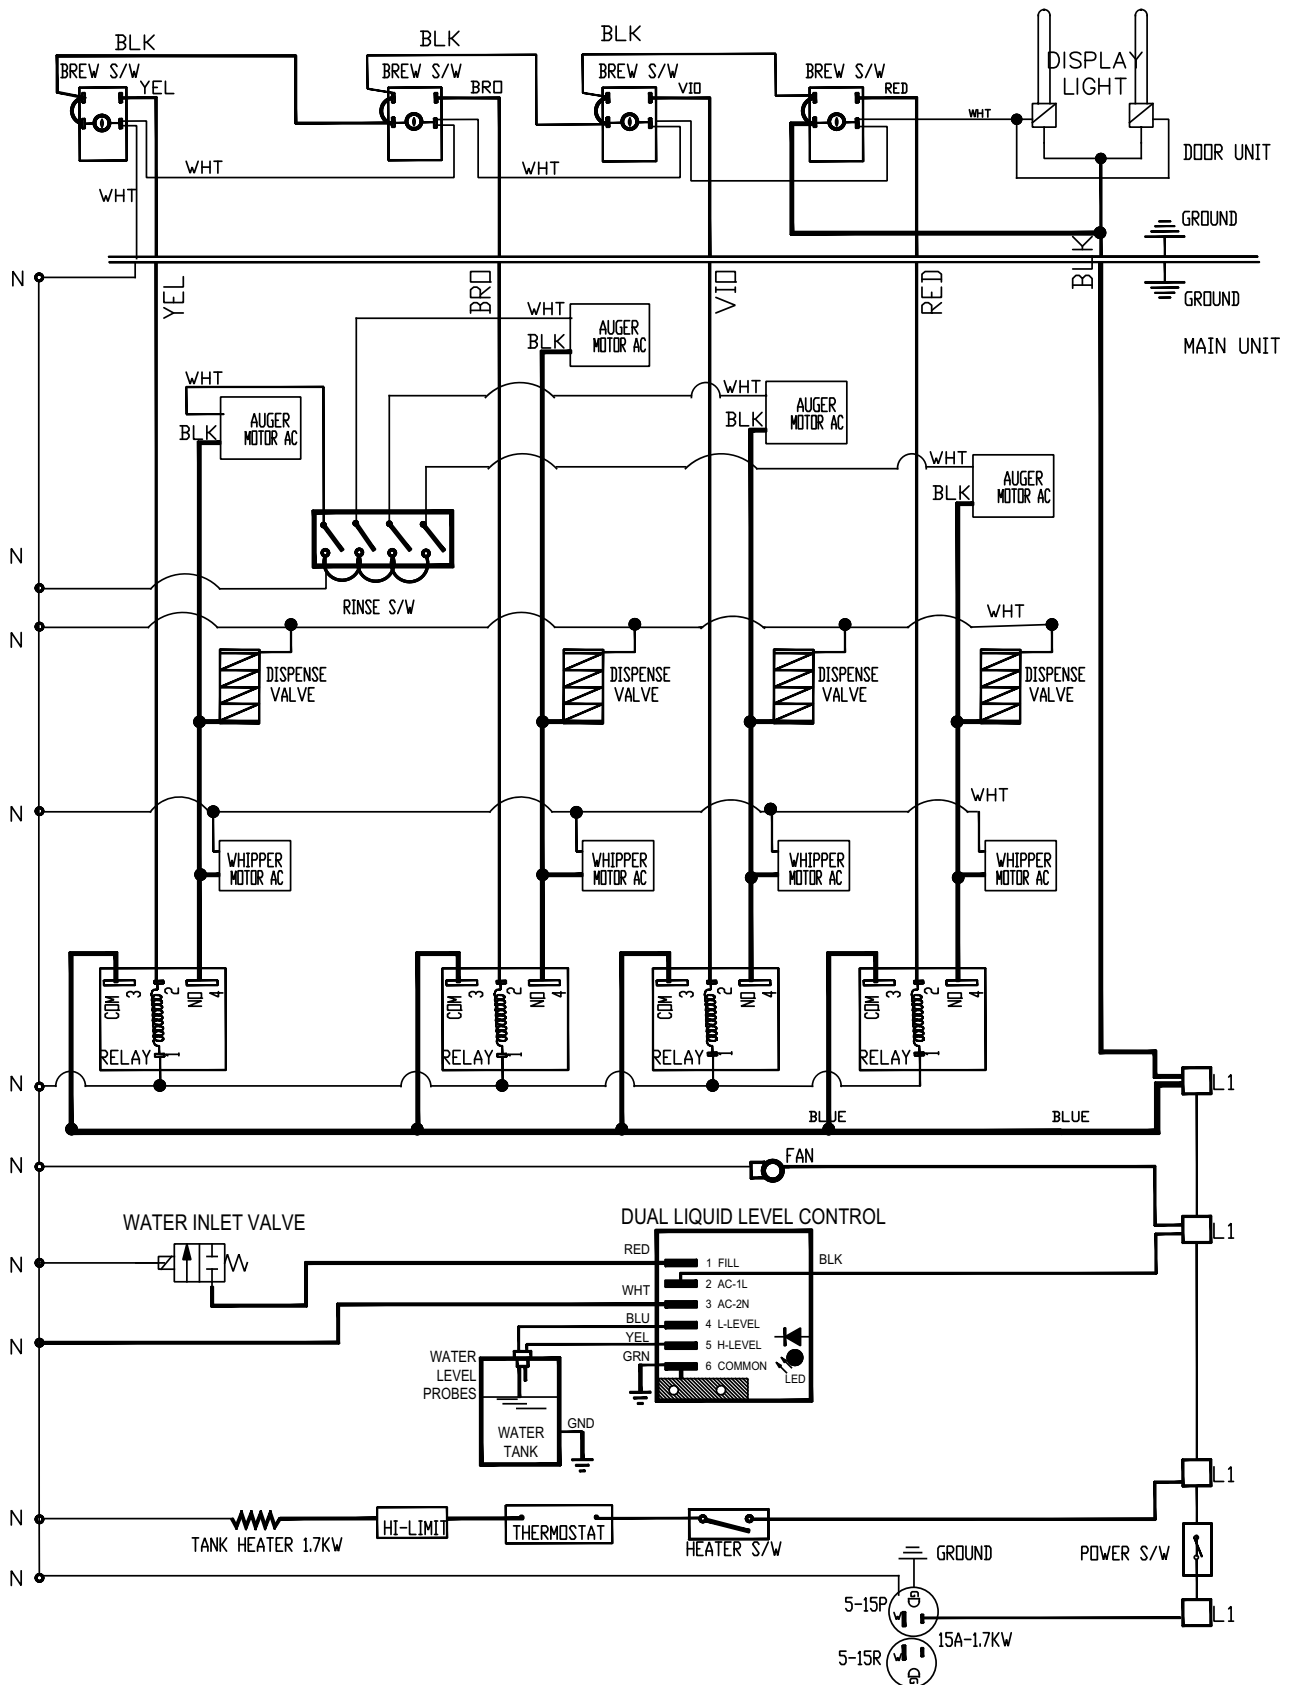 BLK
BLK
BLK
BREW S/W
BREW S/W
BREW S/W
BREW S/W
DISPLAY
LIGHT
YEL
BRO
VIO
RED
WHT
DOOR UNIT
WHT
WHT
WHT
GROUND
N
YEL
BRO
VIO
RED
BLK
GROUND
MAIN UNIT
WHT
AUGER
MOTOR AC
BLK
WHT
AUGER
MOTOR AC
BLK
WHT
AUGER
MOTOR AC
BLK
WHT
AUGER
MOTOR AC
BLK
N
RINSE S/W
N
WHT
DISPENSE
VALVE
DISPENSE
VALVE
DISPENSE
VALVE
DISPENSE
VALVE
N
WHT
WHIPPER
MOTOR AC
WHIPPER
MOTOR AC
WHIPPER
MOTOR AC
WHIPPER
MOTOR AC
COM 3 2 NO 4
RELAY 1
COM 3 2 NO 4
RELAY 1
COM 3 2 NO 4
RELAY 1
COM 3 2 NO 4
RELAY 1
N
L1
BLUE
BLUE
N
FAN
WATER INLET VALVE
DUAL LIQUID LEVEL CONTROL
L1
N
RED
1 FILL
BLK
2 AC-1L
WHT
3 AC-2N
BLU
4 L-LEVEL
N
YEL
5 H-LEVEL
GRN
6 COMMON
LED
WATER
LEVEL
PROBES
GND
WATER
TANK
L1
N
TANK HEATER 1.7KW
HI-LIMIT
THERMOSTAT
HEATER S/W
GROUND
POWER S/W
N
5-15P
GD
W
L1
15A-1.7KW
5-15R
W
GD